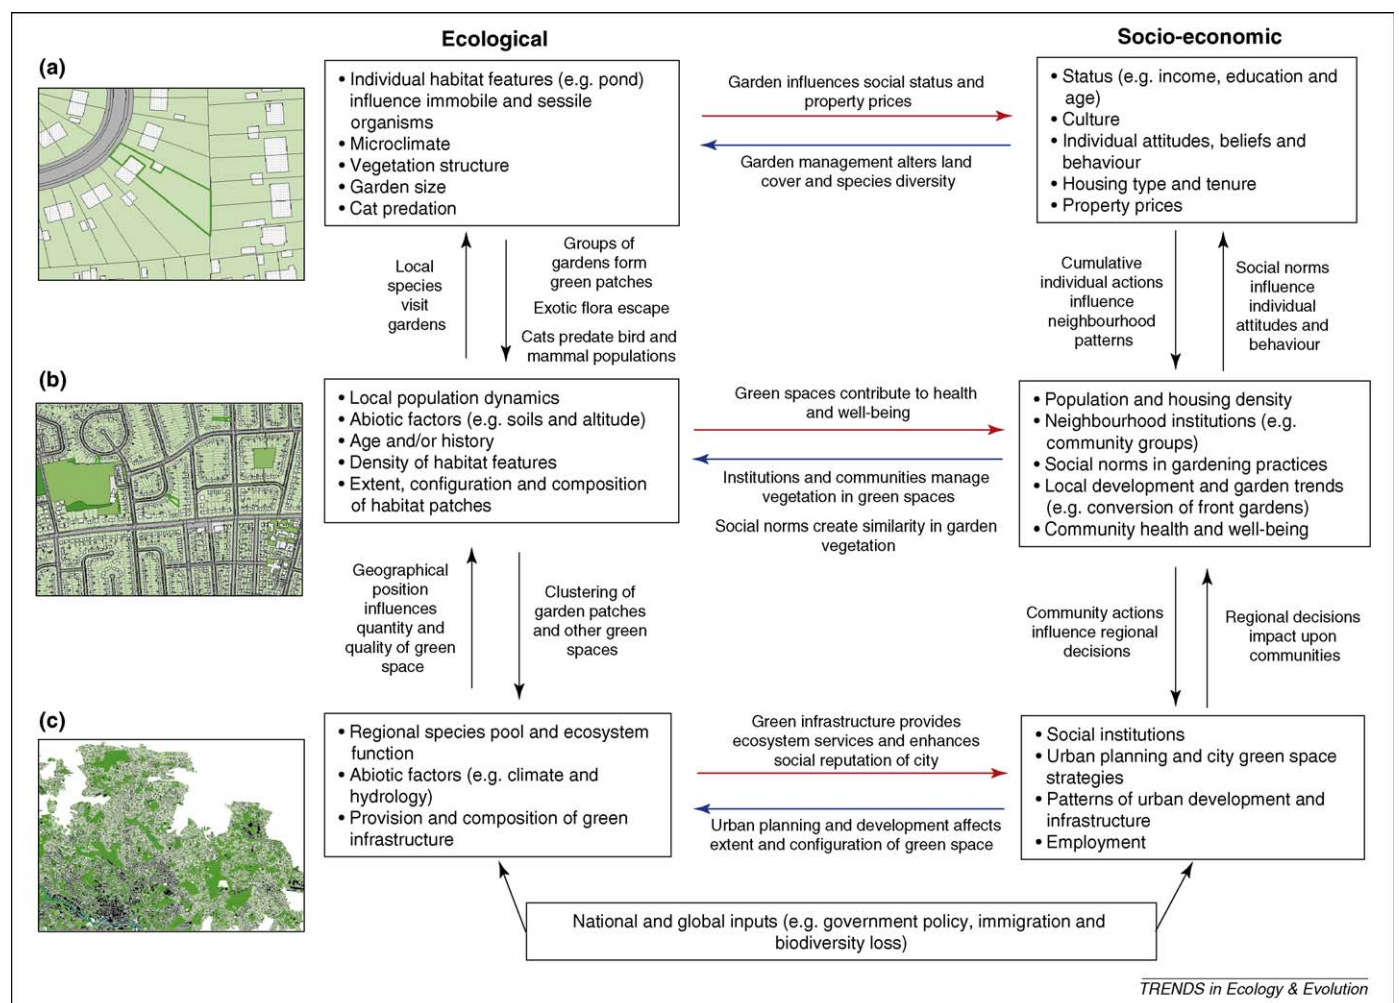 Ecological
Socio-economic
(a)
• Individual habitat features (e.g. pond)
influence immobile and sessile
organisms
• Microclimate
• Vegetation structure
• Garden size
• Cat predation
Garden influences social status and
property prices
Garden management alters land
cover and species diversity
• Status (e.g. income, education and
age)
• Culture
• Individual attitudes, beliefs and
behaviour
• Housing type and tenure
• Property prices
Local
species
visit
gardens
Groups of
gardens form
green patches
Exotic flora escape
Cats predate bird and
mammal populations
Cumulative
individual actions
influence
neighbourhood
patterns
Social norms
influence
individual
attitudes and
behaviour
(b)
• Local population dynamics
• Abiotic factors (e.g. soils and altitude)
• Age and/or history
• Density of habitat features
• Extent, configuration and composition
of habitat patches
Green spaces contribute to health
and well-being
Institutions and communities manage
vegetation in green spaces
Social norms create similarity in garden
vegetation
• Population and housing density
• Neighbourhood institutions (e.g.
community groups)
• Social norms in gardening practices
• Local development and garden trends
(e.g. conversion of front gardens)
• Community health and well-being
Geographical
position
influences
quantity and
quality of green
space
Clustering of
garden patches
and other green
spaces
Community actions
influence regional
decisions
Regional decisions
impact upon
communities
(c)
• Regional species pool and ecosystem
function
• Abiotic factors (e.g. climate and
hydrology)
• Provision and composition of green
infrastructure
Green infrastructure provides
ecosystem services and enhances
social reputation of city
Urban planning and development affects
extent and configuration of green space
• Social institutions
• Urban planning and city green space
strategies
• Patterns of urban development and
infrastructure
• Employment
National and global inputs (e.g. government policy, immigration and
biodiversity loss)
TRENDS in Ecology & Evolution